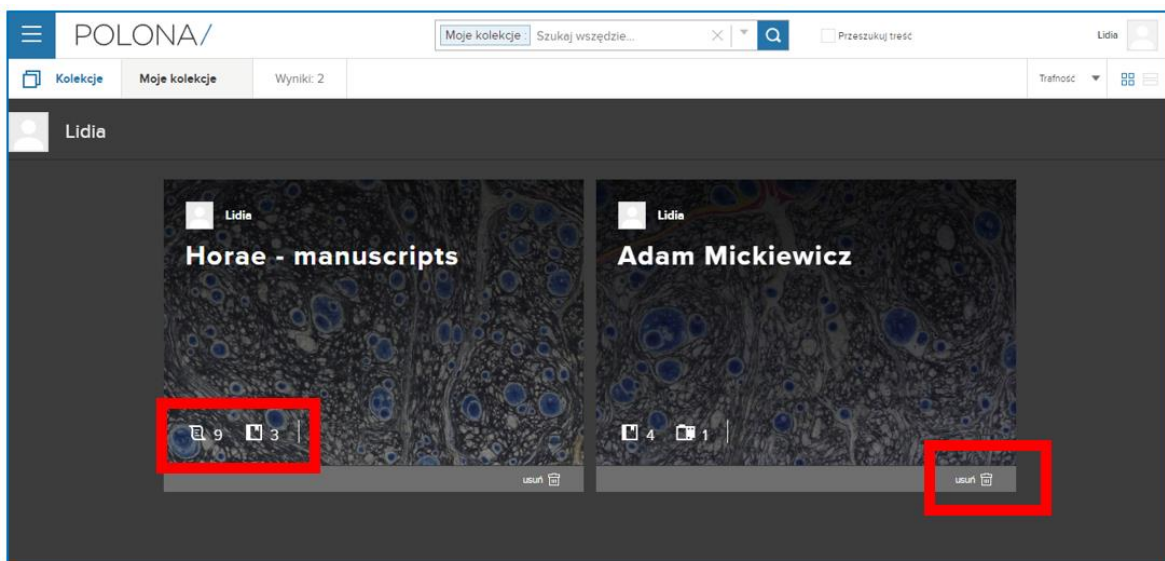 POLONA/
Moje kolekcje : Szukaj wszędzie...
Przeszukuj treść
Lidia
Kolekcje Moje kolekcje Wyniki: 2 Trafność
Lidia
Lidia
Horae - manuscripts
9 3
usuń
Lidia
Adam Mickiewicz
4 1
usuń